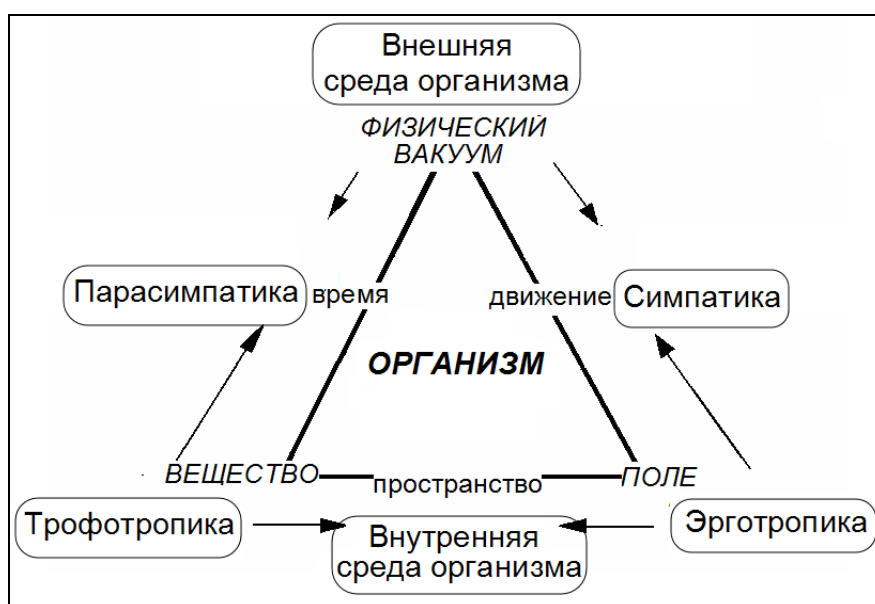 Внешняя
среда организма
ФИЗИЧЕСКИЙ
ВАКУУМ
Парасимпатика
время
движение
Симпатика
ОРГАНИЗМ
ВЕЩЕСТВО
пространство
ПОЛЕ
Трофотропика
Внутренняя
среда организма
Эрготропика